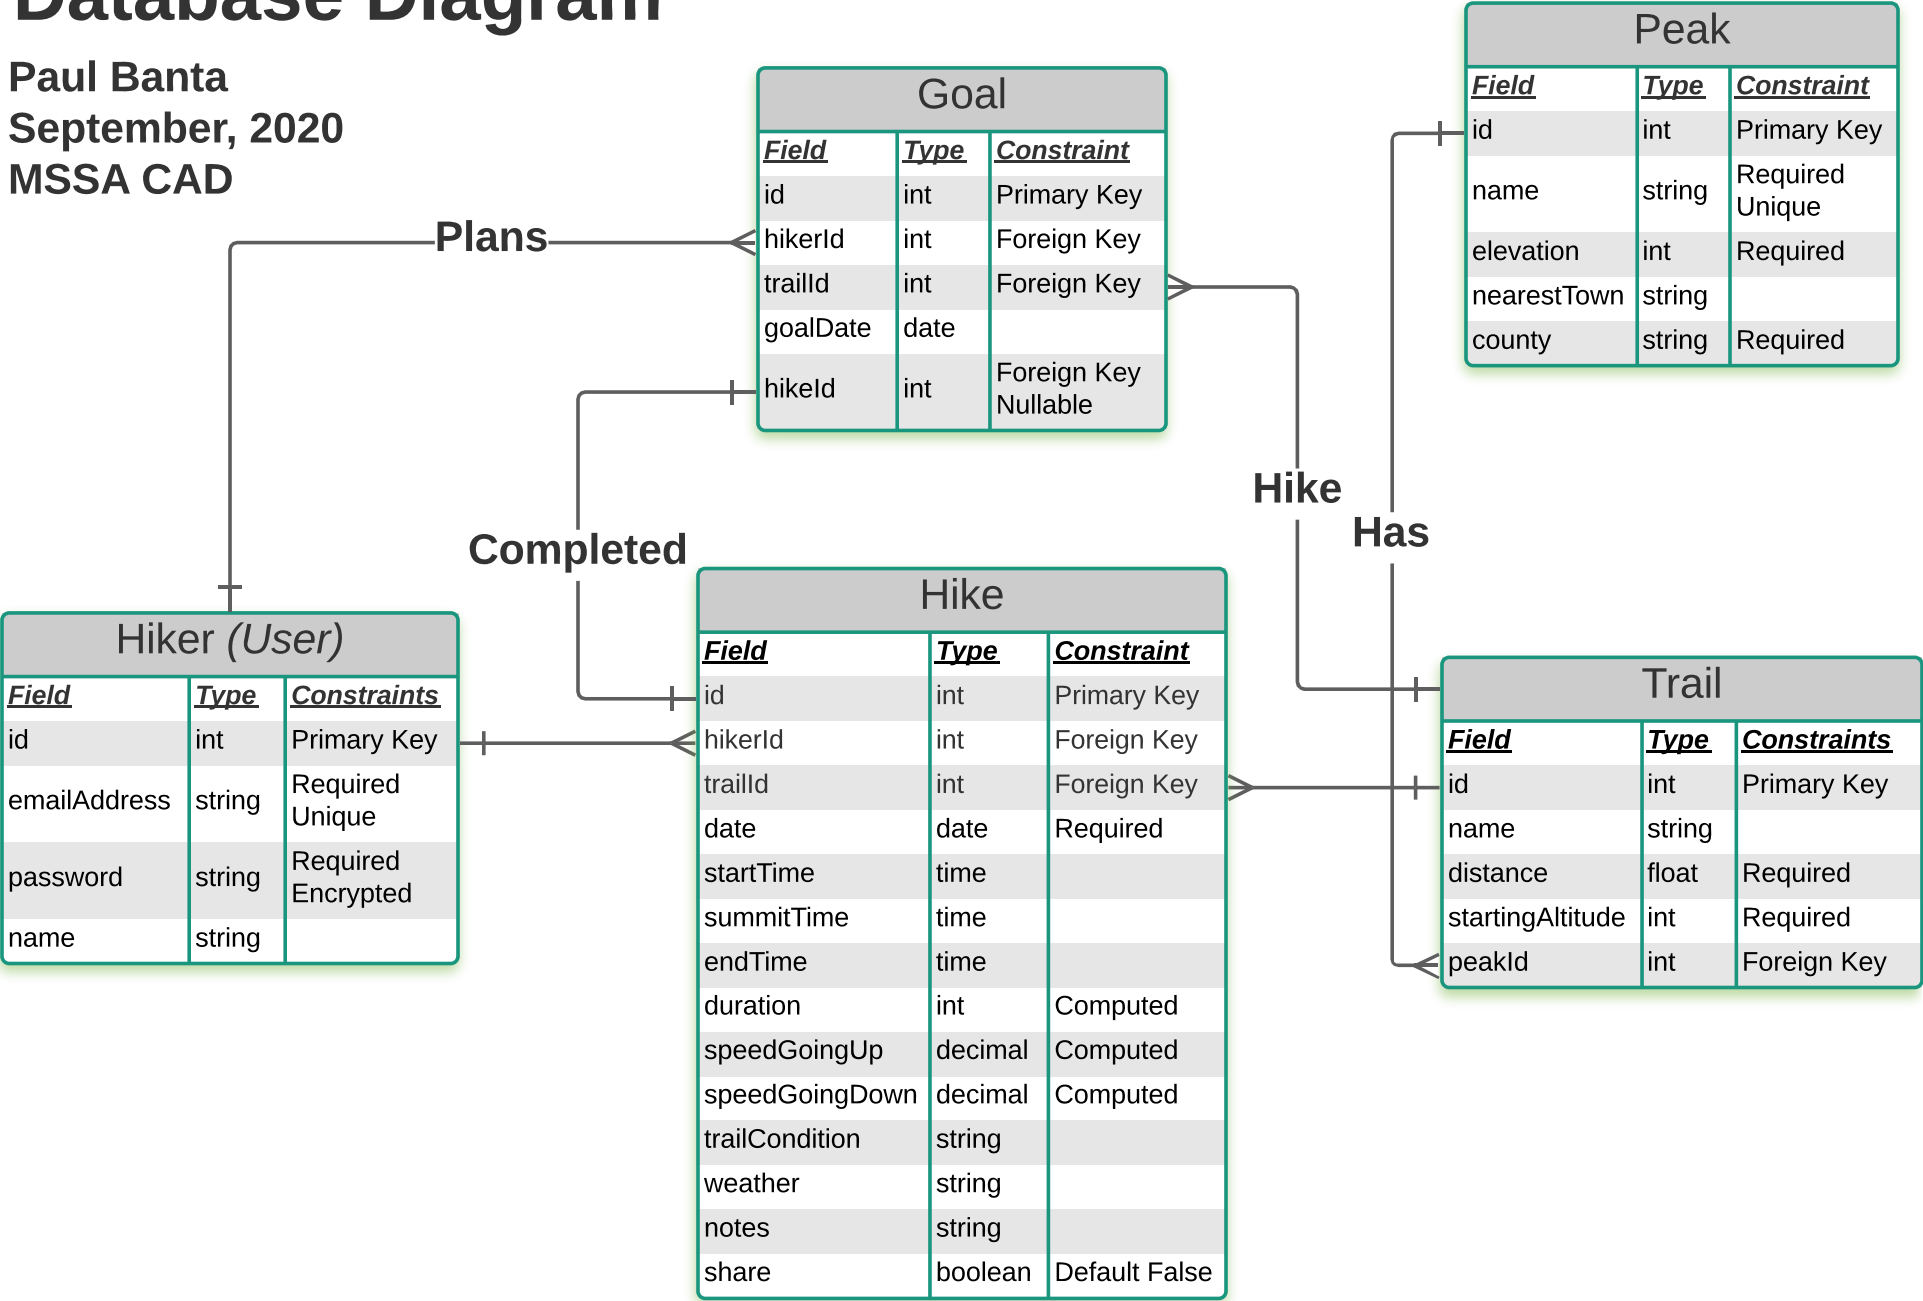 Database Diagram
Paul Banta
September, 2020
MSSA CAD
Plans
Completed
Hike
Has
Goal
Field Type Constraint
id int Primary Key
hikerId int Foreign Key
trailId int Foreign Key
goalDate date
hikeId int Foreign Key
Nullable
Peak
Field Type Constraint
id int Primary Key
name string Required
Unique
elevation int Required
nearestTown string
county string Required
Hiker (User)
Field Type Constraints
id int Primary Key
emailAddress string Required
Unique
password string Required
Encrypted
name string
Hike
Field Type Constraint
id int Primary Key
hikerId int Foreign Key
trailId int Foreign Key
date date Required
startTime time
summitTime time
endTime time
duration int Computed
speedGoingUp decimal Computed
speedGoingDown decimal Computed
trailCondition string
weather string
notes string
share boolean Default False
Trail
Field Type Constraints
id int Primary Key
name string
distance float Required
startingAltitude int Required
peakId int Foreign Key